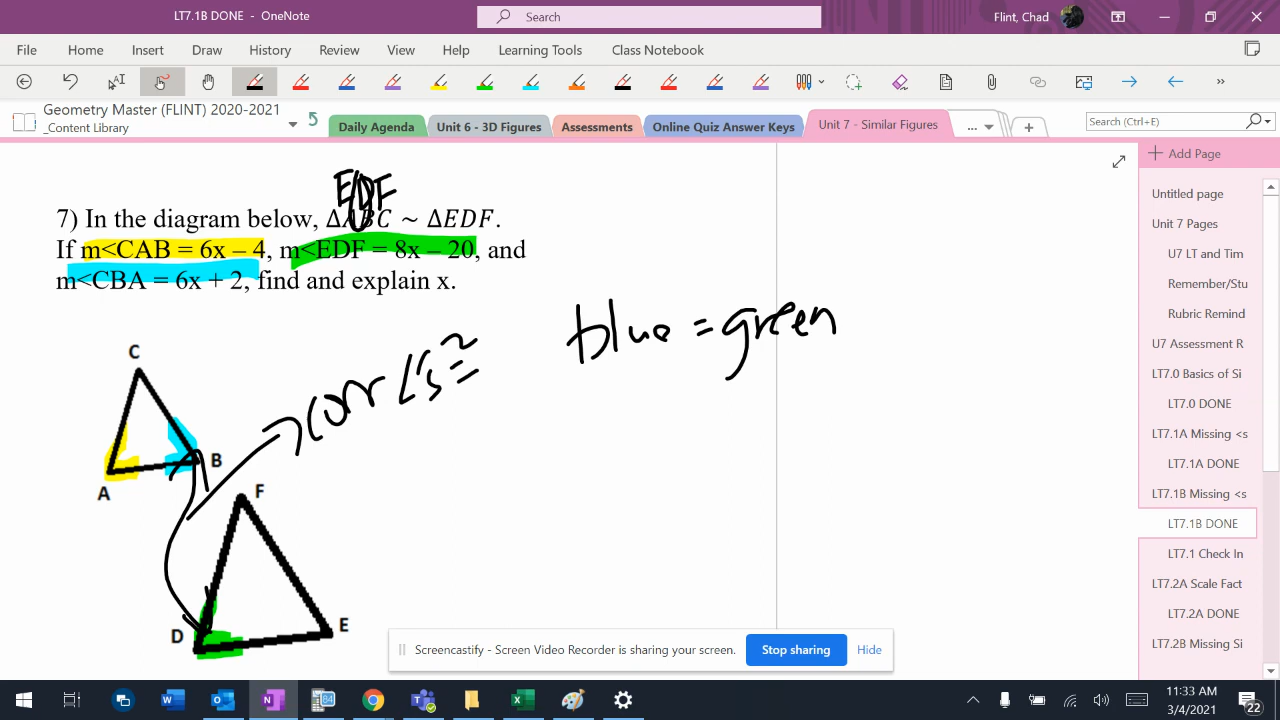 LT7.1B DONE - OneNote
Search
Flint, Chad
File Home Insert Draw History Review View Help Learning Tools Class Notebook
84
Geometry Master (FLINT) 2020-2021
_Content Library
Daily Agenda
Unit 6 - 3D Figures
Assessments
Online Quiz Answer Keys
Unit 7 - Similar Figures
...
Search (Ctrl+E)
EDF
7) In the diagram below, ΔABC ~ ΔEDF.
If m<CAB = 6x – 4, m<EDF = 8x – 20, and
m<CBA = 6x + 2, find and explain x.
blue = green
corr <'s ≅
C
A
B
F
D
E
Add Page
Untitled page
Unit 7 Pages
U7 LT and Tim
Remember/Stu
Rubric Remind
U7 Assessment R
LT7.0 Basics of Si
LT7.0 DONE
LT7.1A Missing <s
LT7.1A DONE
LT7.1B Missing <s
LT7.1B DONE
LT7.1 Check In
LT7.2A Scale Fact
LT7.2A DONE
LT7.2B Missing Si
Screencastify - Screen Video Recorder is sharing your screen.
Stop sharing
Hide
11:33 AM
3/4/2021
22